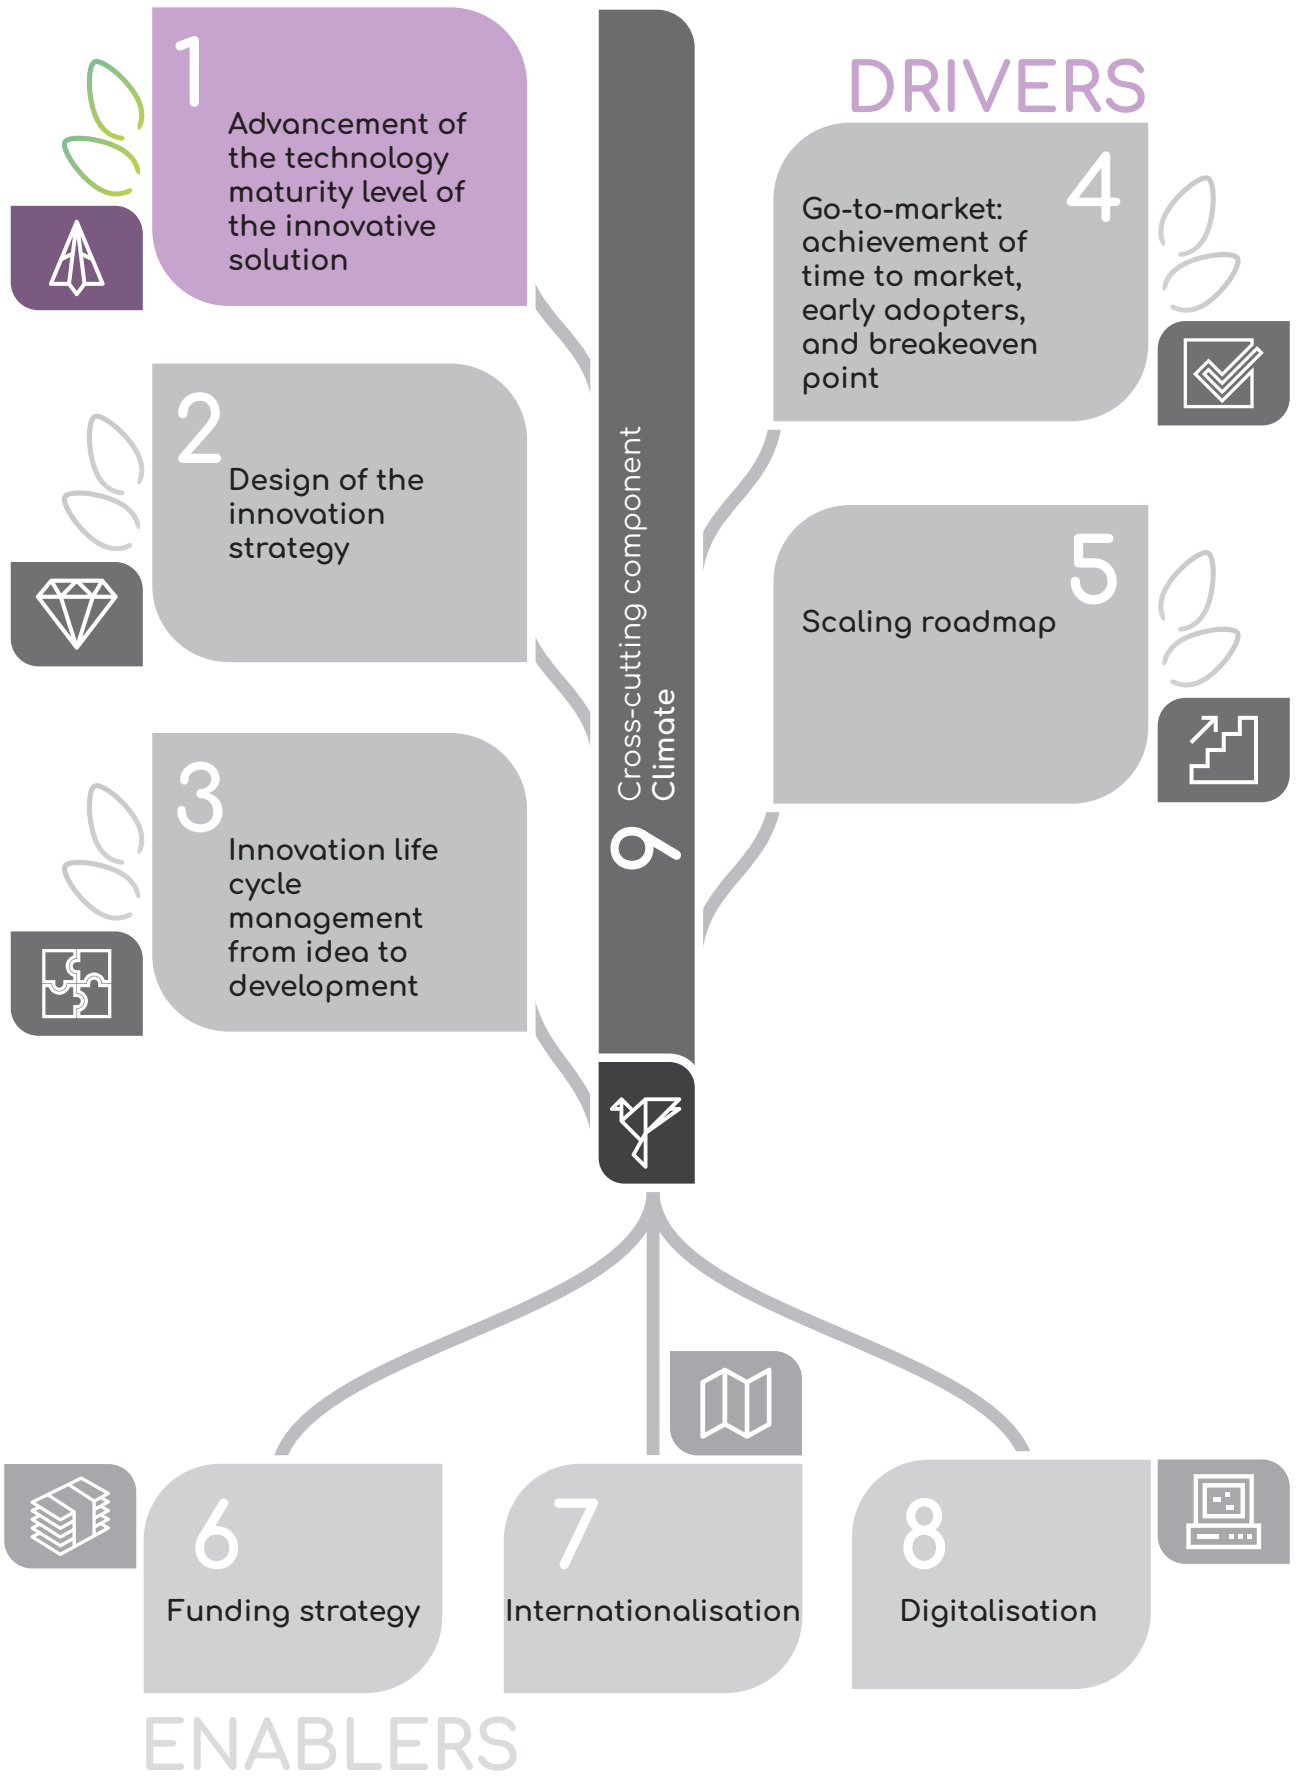 1
Advancement of
the technology
maturity level of
the innovative
solution
2
Design of the
innovation
strategy
3
Innovation life
cycle
management
from idea to
development
9
Cross-cutting component
Climate
DRIVERS
4
Go-to-market:
achievement of
time to market,
early adopters,
and breakeaven
point
5
Scaling roadmap
6
Funding strategy
7
Internationalisation
8
Digitalisation
ENABLERS